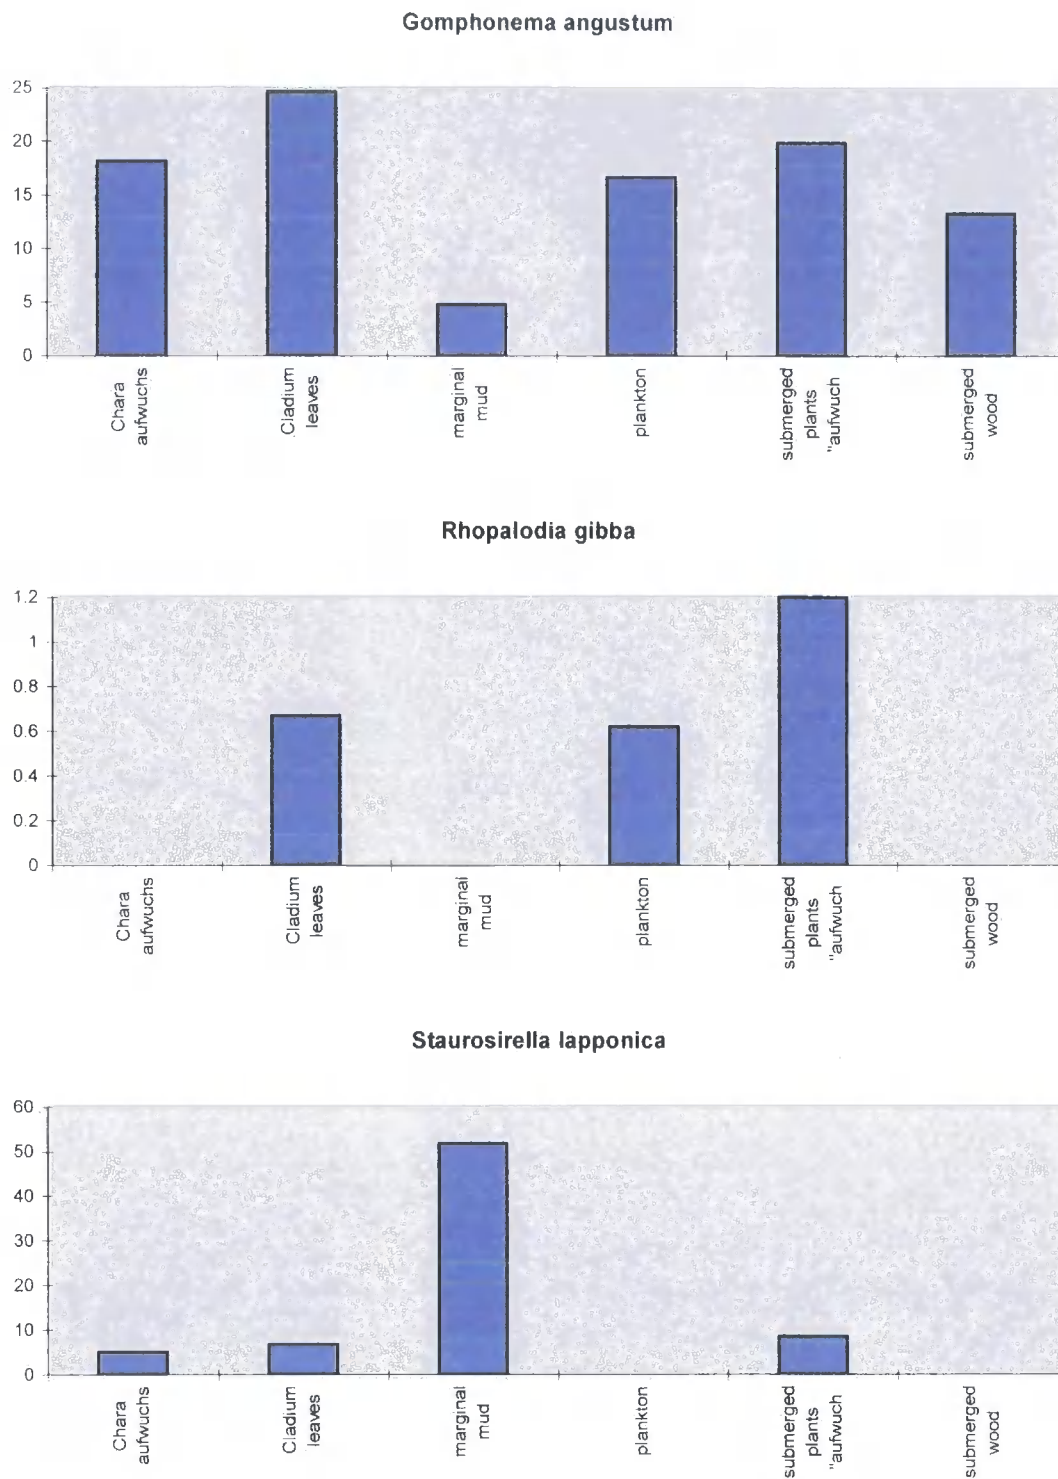 Gomphonema angustum
25
20
15
10
5
0
Chara
aufwuchs
Cladium
leaves
marginal
mud
plankton
submerged
plants
"aufwuch
submerged
wood
Rhopalodia gibba
1.2
1
0.8
0.6
0.4
0.2
0
Chara
aufwuchs
Cladium
leaves
marginal
mud
plankton
submerged
plants
"aufwuch
submerged
wood
Staurosirella lapponica
60
50
40
30
20
10
0
Chara
aufwuchs
Cladium
leaves
marginal
mud
plankton
submerged
plants
"aufwuch
submerged
wood